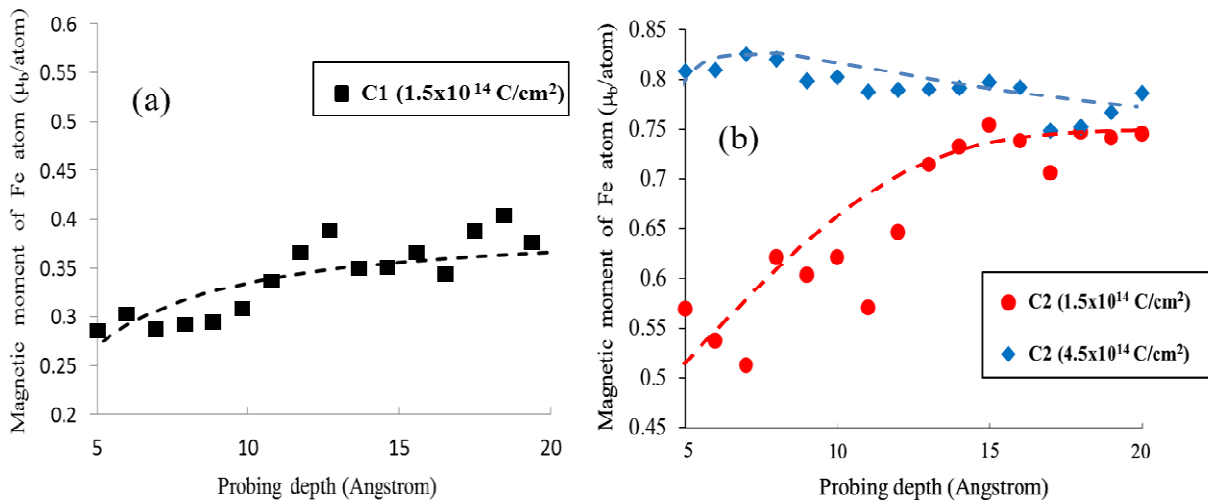 0.6
0.55
0.5
0.45
0.4
0.35
0.3
0.25
0.2
5
10
15
20
Magnetic moment of Fe atom (μb/atom)
Probing depth (Angstrom)
(a)
C1 (1.5x10¹⁴ C/cm²)
0.85
0.8
0.75
0.7
0.65
0.6
0.55
0.5
0.45
5
10
15
20
Magnetic moment of Fe atom (μb/atom)
Probing depth (Angstrom)
(b)
C2 (1.5x10¹⁴ C/cm²)
C2 (4.5x10¹⁴ C/cm²)